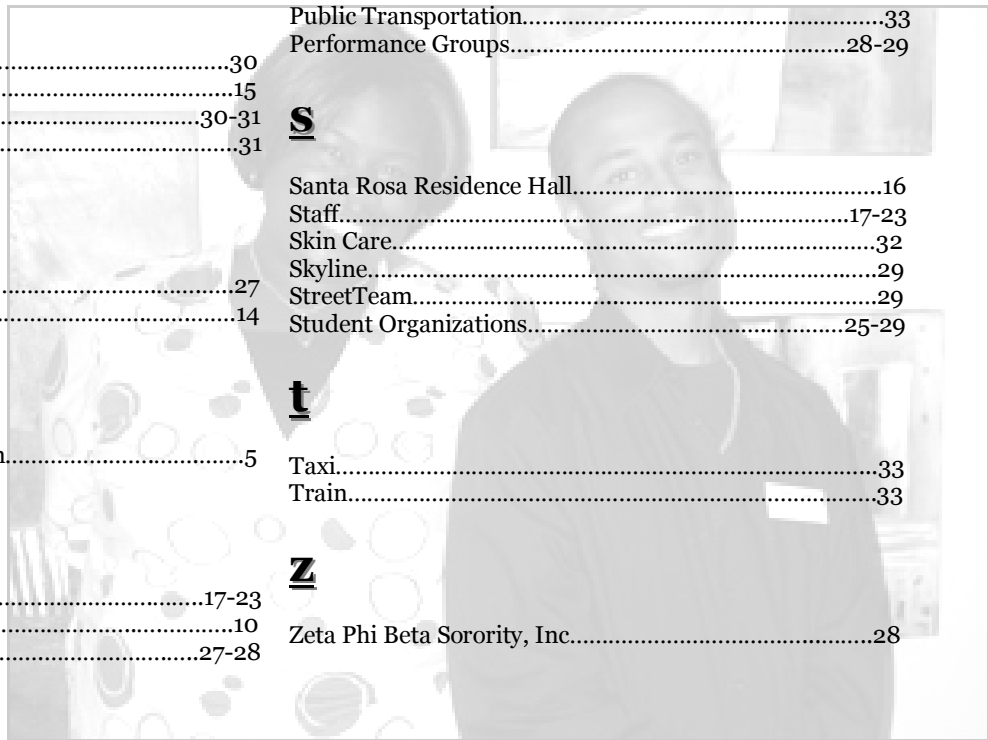 ...........................................30
...........................................15
.....................................30-31
...........................................31
...........................................27
...........................................14
n...........................................5
.....................................17-23
...........................................10
.....................................27-28
Public Transportation......................................................33
Performance Groups..................................................28-29
s
Santa Rosa Residence Hall..............................................16
Staff............................................................................17-23
Skin Care.........................................................................32
Skyline............................................................................29
StreetTeam.....................................................................29
Student Organizations...............................................25-29
t
Taxi.................................................................................33
Train...............................................................................33
z
Zeta Phi Beta Sorority, Inc.............................................28